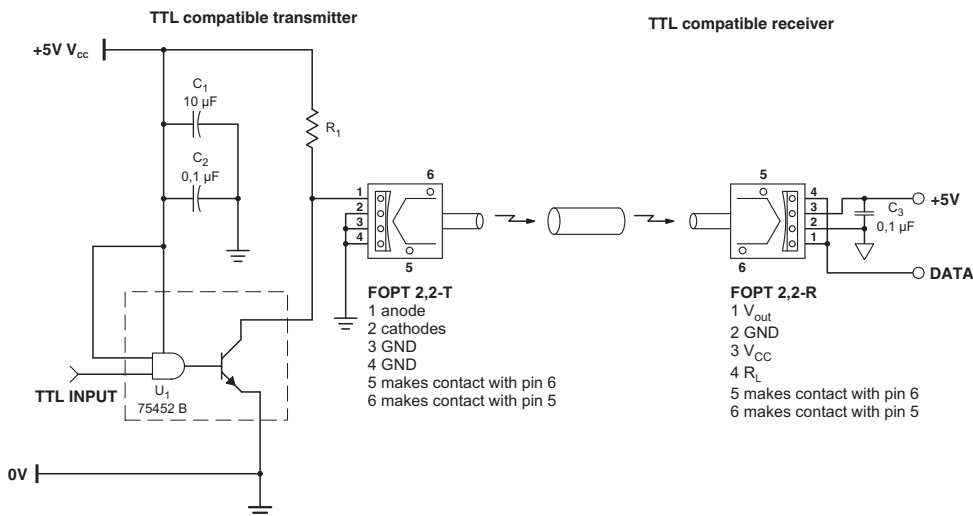 TTL compatible transmitter
TTL compatible receiver
+5V Vcc
C1
10 µF
R1
C2
0,1 µF
6
1
2
3
4
5
5
4
3
2
1
6
+5V
C3
0,1 µF
DATA
FOPT 2,2-T
1 anode
2 cathodes
3 GND
4 GND
5 makes contact with pin 6
6 makes contact with pin 5
FOPT 2,2-R
1 Vout
2 GND
3 VCC
4 RL
5 makes contact with pin 6
6 makes contact with pin 5
TTL INPUT
U1
75452 B
0V